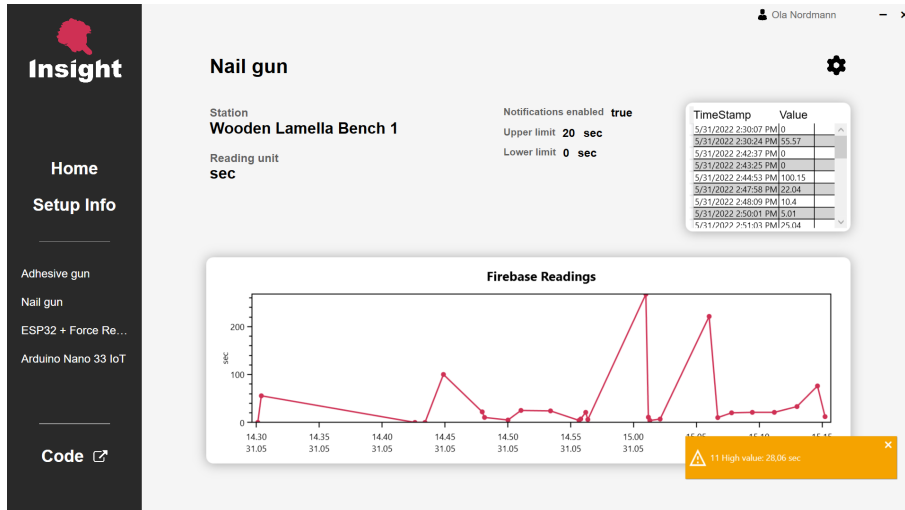 Ola Nordmann
Insight
Home
Setup Info
Adhesive gun
Nail gun
ESP32 + Force Re...
Arduino Nano 33 IoT
Code
Nail gun
Station
Wooden Lamella Bench 1
Reading unit
sec
Notifications enabled true
Upper limit 20 sec
Lower limit 0 sec
TimeStamp Value
5/31/2022 2:30:07 PM 0
5/31/2022 2:30:24 PM 55.57
5/31/2022 2:42:37 PM 0
5/31/2022 2:43:25 PM 0
5/31/2022 2:44:53 PM 100.15
5/31/2022 2:47:58 PM 22.04
5/31/2022 2:48:09 PM 10.4
5/31/2022 2:50:01 PM 5.01
5/31/2022 2:51:03 PM 25.04
Firebase Readings
sec
200
100
0
14.30 14.35 14.40 14.45 14.50 14.55 15.00 15.05 15.10 15.15
31.05 31.05 31.05 31.05 31.05 31.05 31.05
11 High value: 28,06 sec